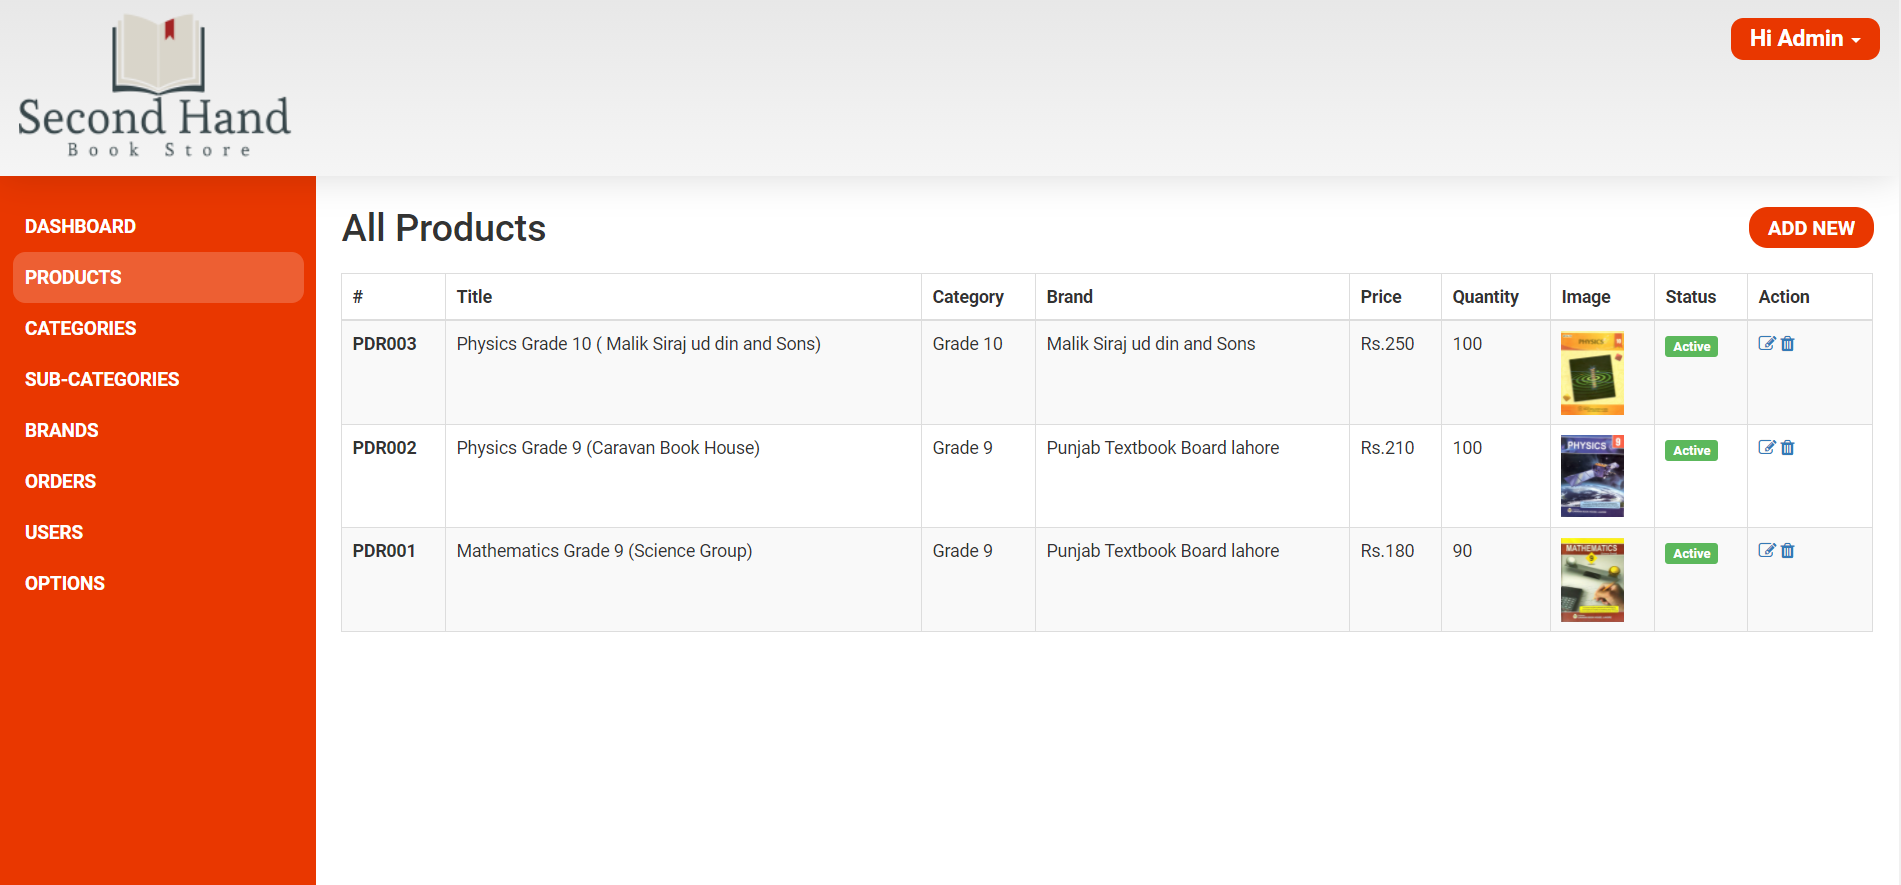 Second Hand
Book Store
Hi Admin
DASHBOARD
PRODUCTS
CATEGORIES
SUB-CATEGORIES
BRANDS
ORDERS
USERS
OPTIONS
All Products
ADD NEW
# Title Category Brand Price Quantity Image Status Action
PDR003 Physics Grade 10 ( Malik Siraj ud din and Sons) Grade 10 Malik Siraj ud din and Sons Rs.250 100 PHYSICS 10 Active
PDR002 Physics Grade 9 (Caravan Book House) Grade 9 Punjab Textbook Board lahore Rs.210 100 PHYSICS 9 Active
PDR001 Mathematics Grade 9 (Science Group) Grade 9 Punjab Textbook Board lahore Rs.180 90 MATHEMATICS 9 Active